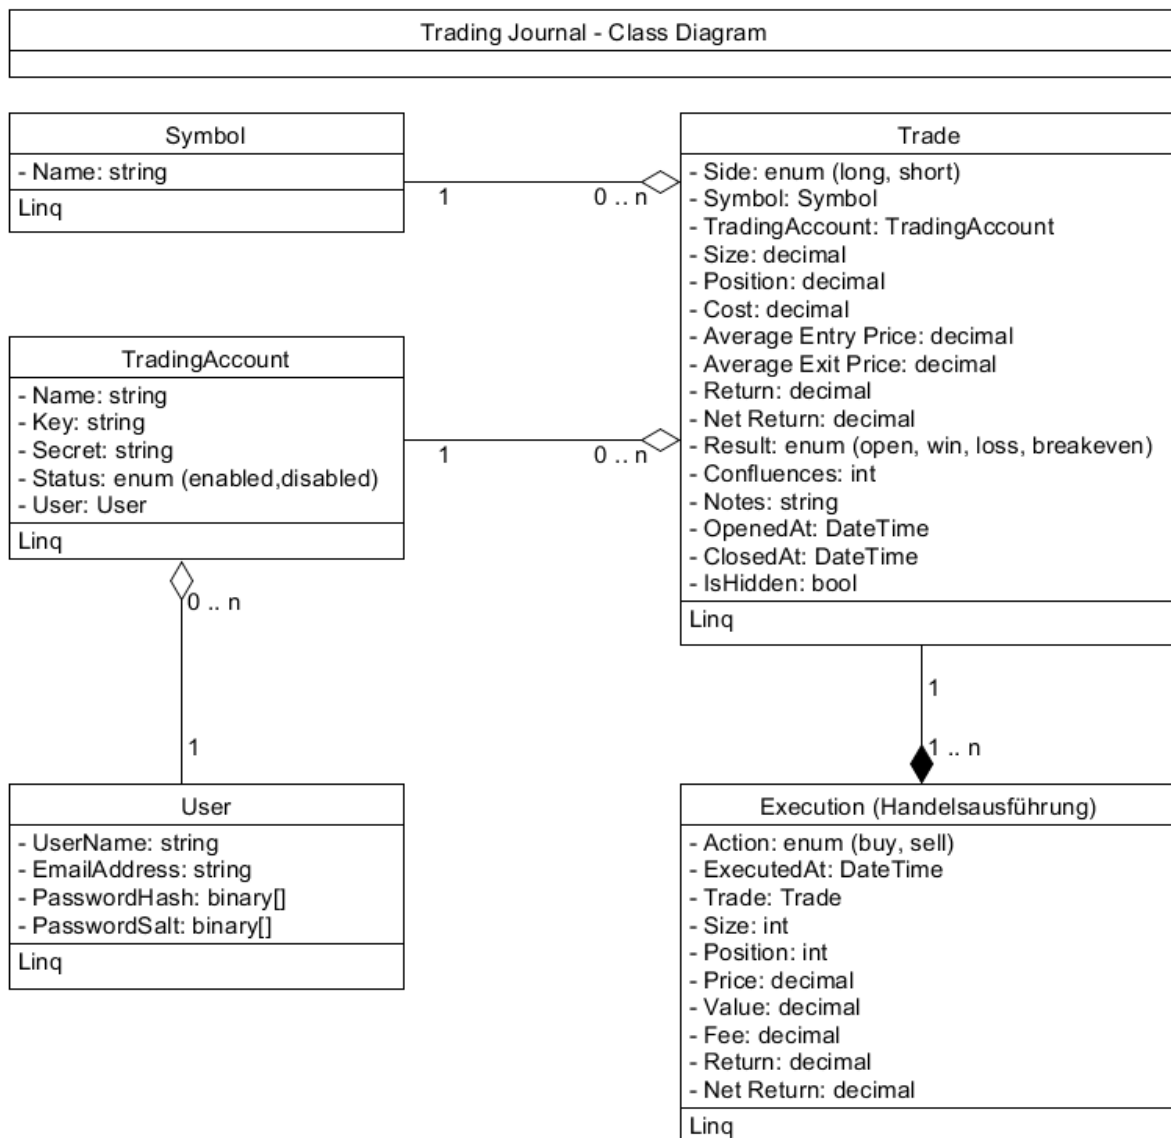 Trading Journal - Class Diagram
Symbol
- Name: string
Linq
1
0 .. n
Trade
- Side: enum (long, short)
- Symbol: Symbol
- TradingAccount: TradingAccount
- Size: decimal
- Position: decimal
- Cost: decimal
- Average Entry Price: decimal
- Average Exit Price: decimal
- Return: decimal
- Net Return: decimal
- Result: enum (open, win, loss, breakeven)
- Confluences: int
- Notes: string
- OpenedAt: DateTime
- ClosedAt: DateTime
- IsHidden: bool
Linq
TradingAccount
- Name: string
- Key: string
- Secret: string
- Status: enum (enabled,disabled)
- User: User
Linq
1
0 .. n
0 .. n
1
1
1 .. n
User
- UserName: string
- EmailAddress: string
- PasswordHash: binary[]
- PasswordSalt: binary[]
Linq
Execution (Handelsausführung)
- Action: enum (buy, sell)
- ExecutedAt: DateTime
- Trade: Trade
- Size: int
- Position: int
- Price: decimal
- Value: decimal
- Fee: decimal
- Return: decimal
- Net Return: decimal
Linq